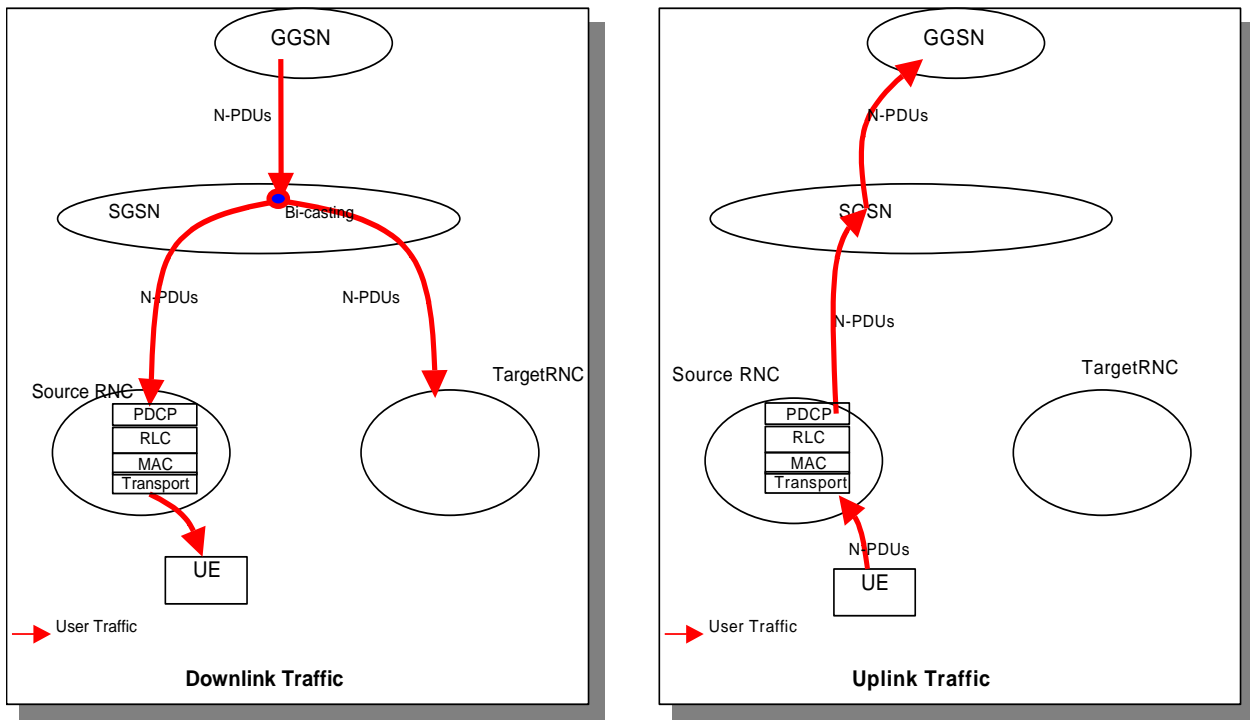 GGSN
N-PDUs
SGSN
Bi-casting
N-PDUs
N-PDUs
Source RNC
TargetRNC
PDCP
RLC
MAC
Transport
UE
User Traffic
Downlink Traffic
GGSN
N-PDUs
SGSN
N-PDUs
Source RNC
TargetRNC
PDCP
RLC
MAC
Transport
N-PDUs
UE
User Traffic
Uplink Traffic